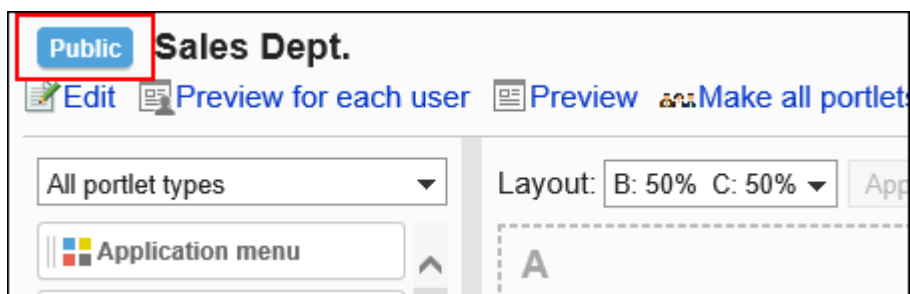 Public Sales Dept.
Edit Preview for each user Preview Make all portlets
All portlet types Layout: B: 50% C: 50% App
Application menu A